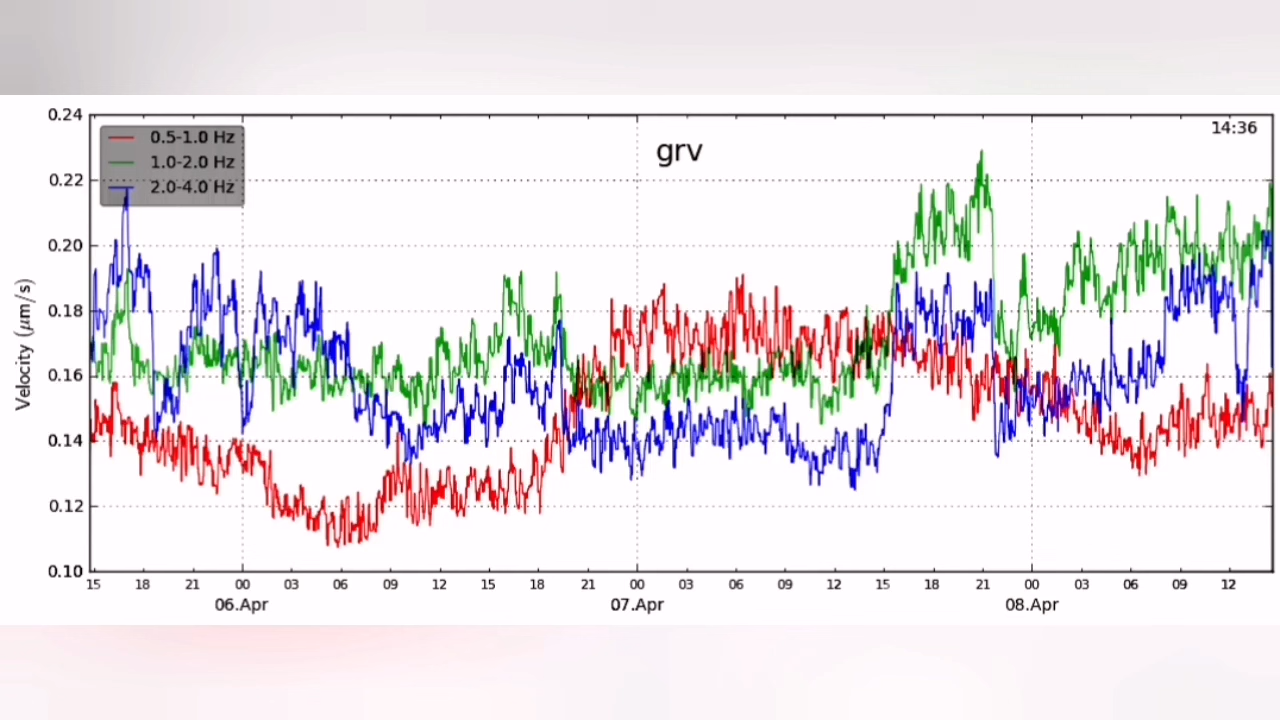 0.24
0.22
0.20
0.18
0.16
0.14
0.12
0.10
Velocity (μm/s)
0.5-1.0 Hz
1.0-2.0 Hz
2.0-4.0 Hz
grv
14:36
15 18 21 00 03 06 09 12 15 18 21 00 03 06 09 12 15 18 21 00 03 06 09 12
06.Apr 07.Apr 08.Apr